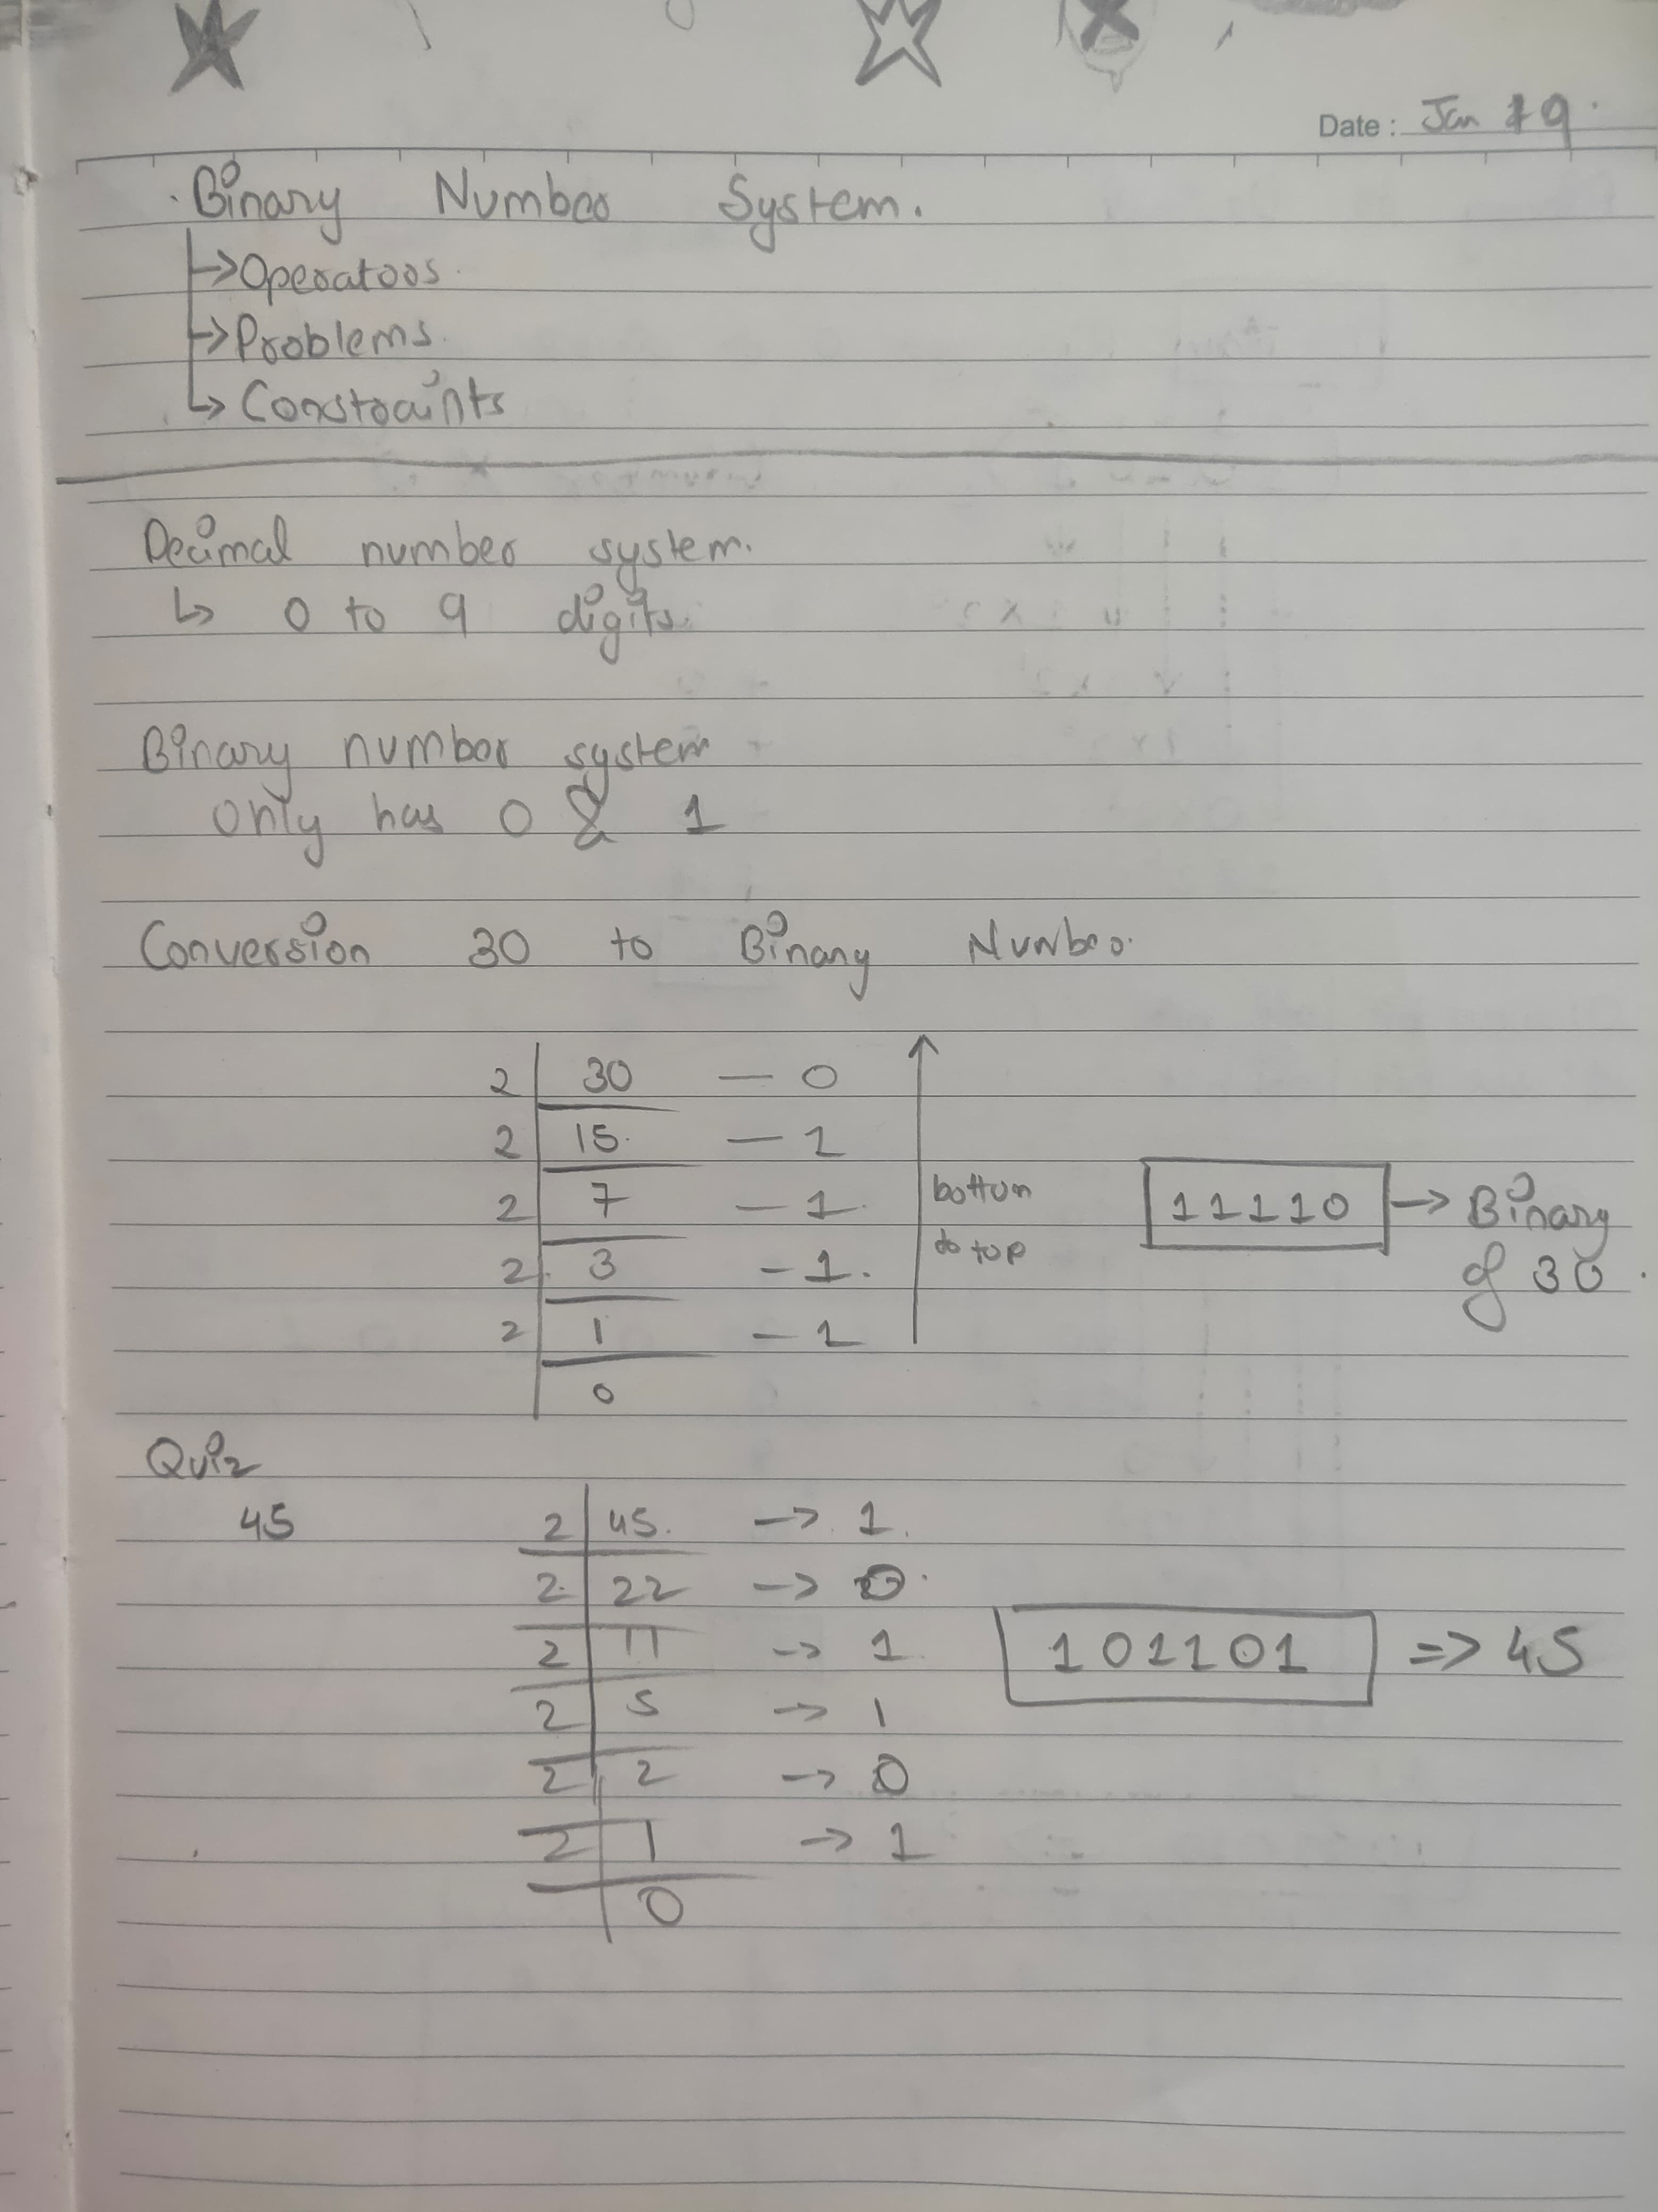 Date : Jan 19.
Binary Number System.
→ Operators
→ Problems
↳ Constraints
Decimal number system.
↳ 0 to 9 digits
Binary number system
only has 0 & 1
Conversion 30 to Binary Number
2 30 — 0
2 15 — 1
2 7 — 1
2 3 — 1
2 1 — 1
0
bottom
to top
11110 → Binary
of 30
Quiz
45
2 45 → 1
2 22 → 0
2 11 → 1
2 5 → 1
2 2 → 0
2 1 → 1
0
101101 => 45